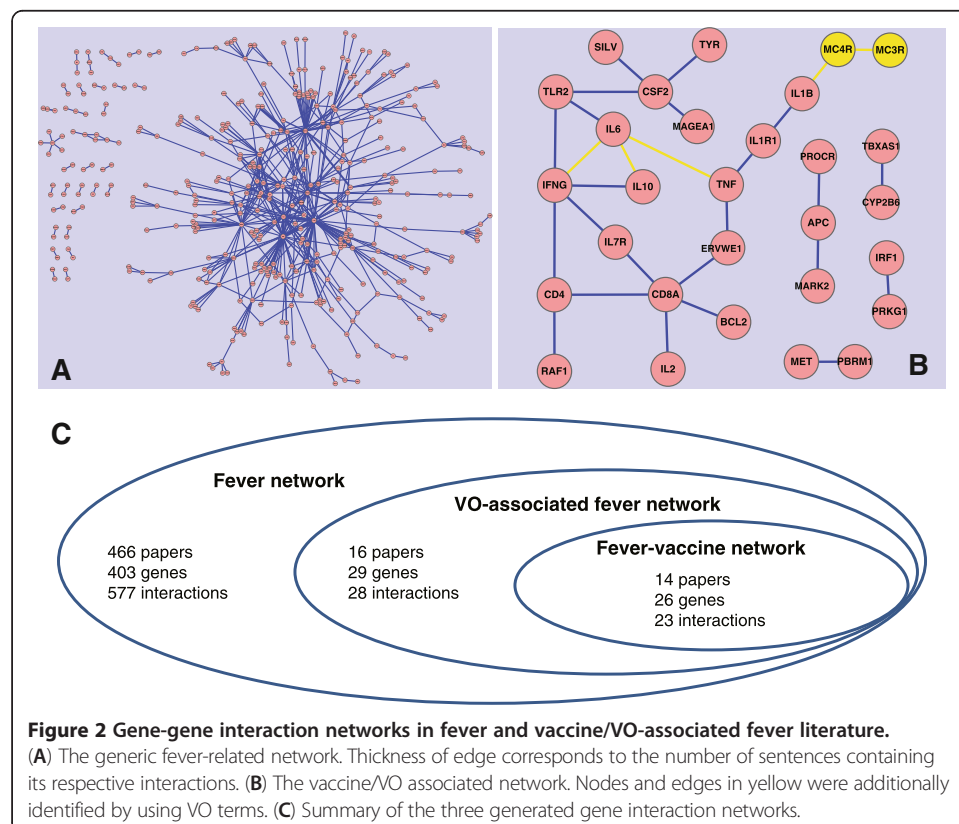 SILV
TYR
MC4R
MC3R
TLR2
CSF2
IL1B
IL6
MAGEA1
IL1R1
PROCR
TBXAS1
IFNG
IL10
TNF
CYP2B6
APC
IL7R
ERVWE1
IRF1
CD4
CD8A
MARK2
PRKG1
BCL2
MET
PBRM1
RAF1
IL2
A
B
C
Fever network
VO-associated fever network
Fever-vaccine network
466 papers
403 genes
577 interactions
16 papers
29 genes
28 interactions
14 papers
26 genes
23 interactions
Figure 2 Gene-gene interaction networks in fever and vaccine/VO-associated fever literature.
(A) The generic fever-related network. Thickness of edge corresponds to the number of sentences containing
its respective interactions. (B) The vaccine/VO associated network. Nodes and edges in yellow were additionally
identified by using VO terms. (C) Summary of the three generated gene interaction networks.